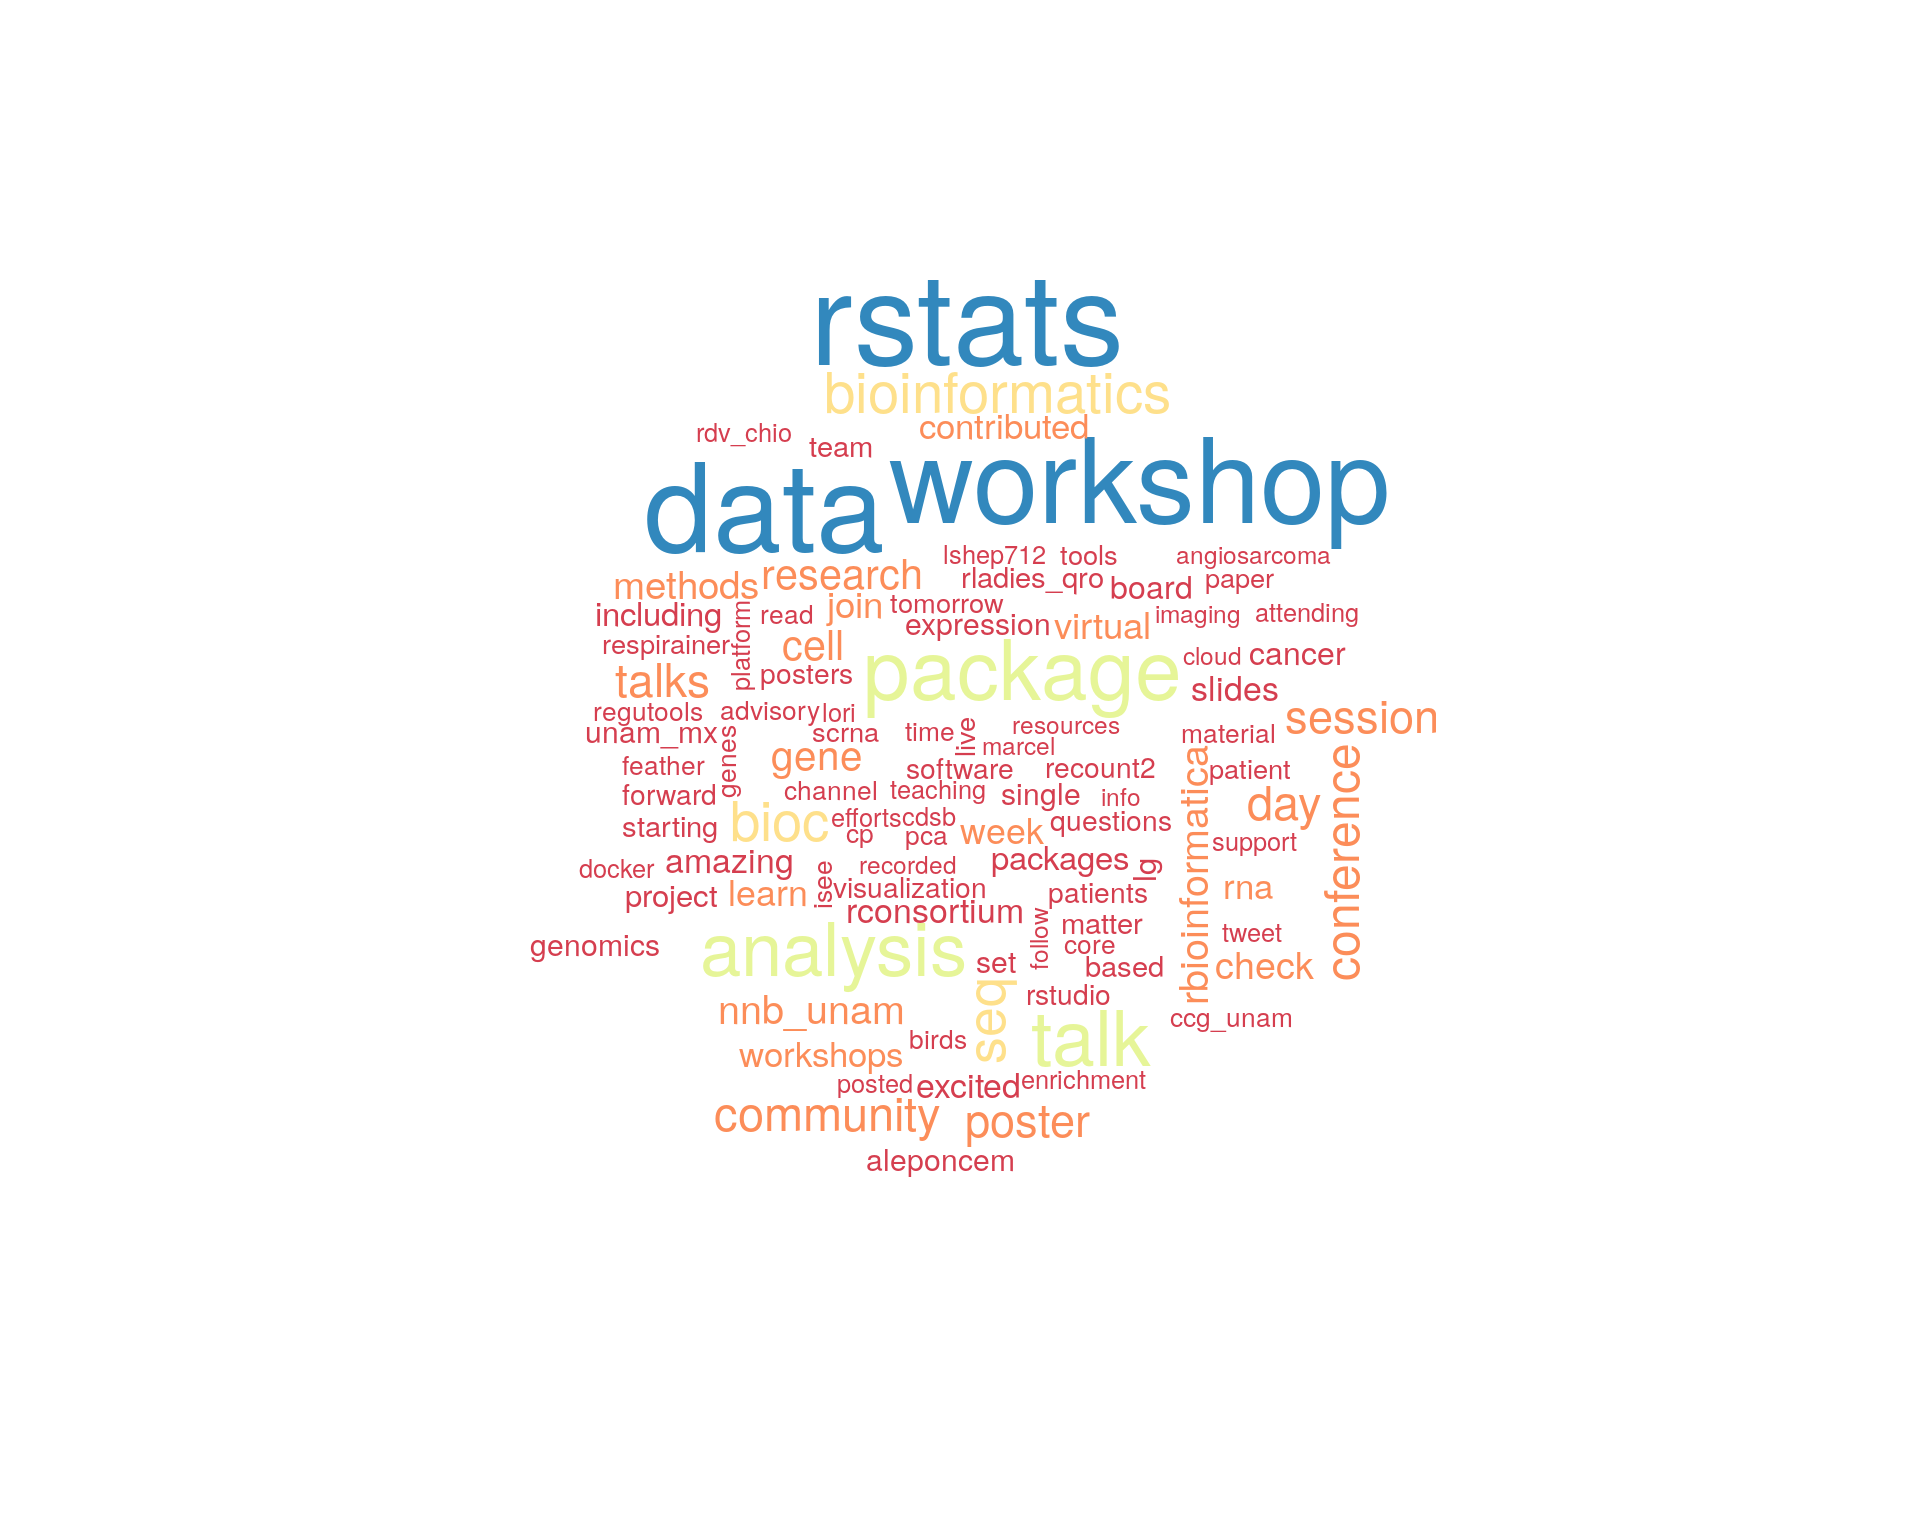 rstats
bioinformatics
contributed
rdv_chio
team
workshop
data
lshep712
tools
angiosarcoma
research
methods
rladies_qro
board
paper
including
platform
read
join
tomorrow
imaging
attending
expression
virtual
respirainer
cell
package
cloud
cancer
talks
posters
slides
regutools
advisory
lori
session
unam_mx
scrna
time
live
resources
material
genes
marcel
gene
feather
software
recount2
patient
rbioinformatica
conference
forward
channel
teaching
single
info
day
starting
bioc
efforts
cdsb
cp
pca
week
questions
support
docker
amazing
recorded
packages
lg
project
learn
isee
visualization
patients
rna
rconsortium
follow
matter
tweet
genomics
analysis
core
set
based
check
seq
rstudio
nnb_unam
ccg_unam
talk
workshops
birds
posted
excited
enrichment
community
poster
aleponcem